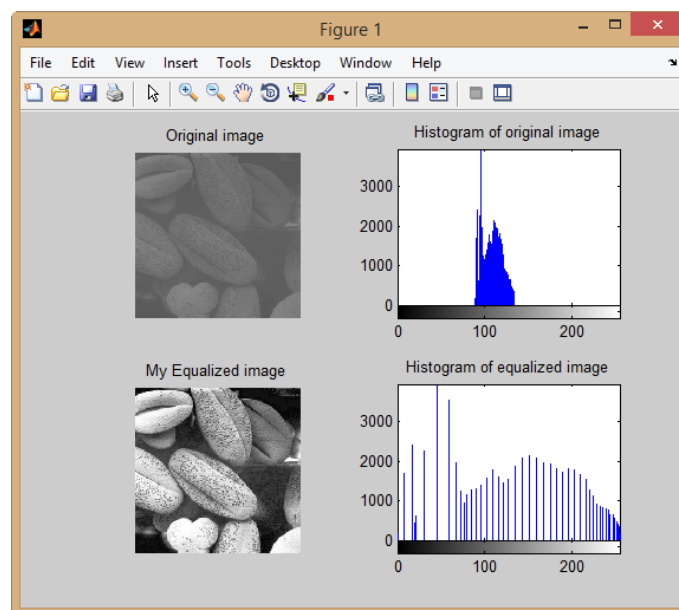 Figure 1
File Edit View Insert Tools Desktop Window Help
Original image
Histogram of original image
3000
2000
1000
0
0 100 200
My Equalized image
Histogram of equalized image
3000
2000
1000
0
0 100 200